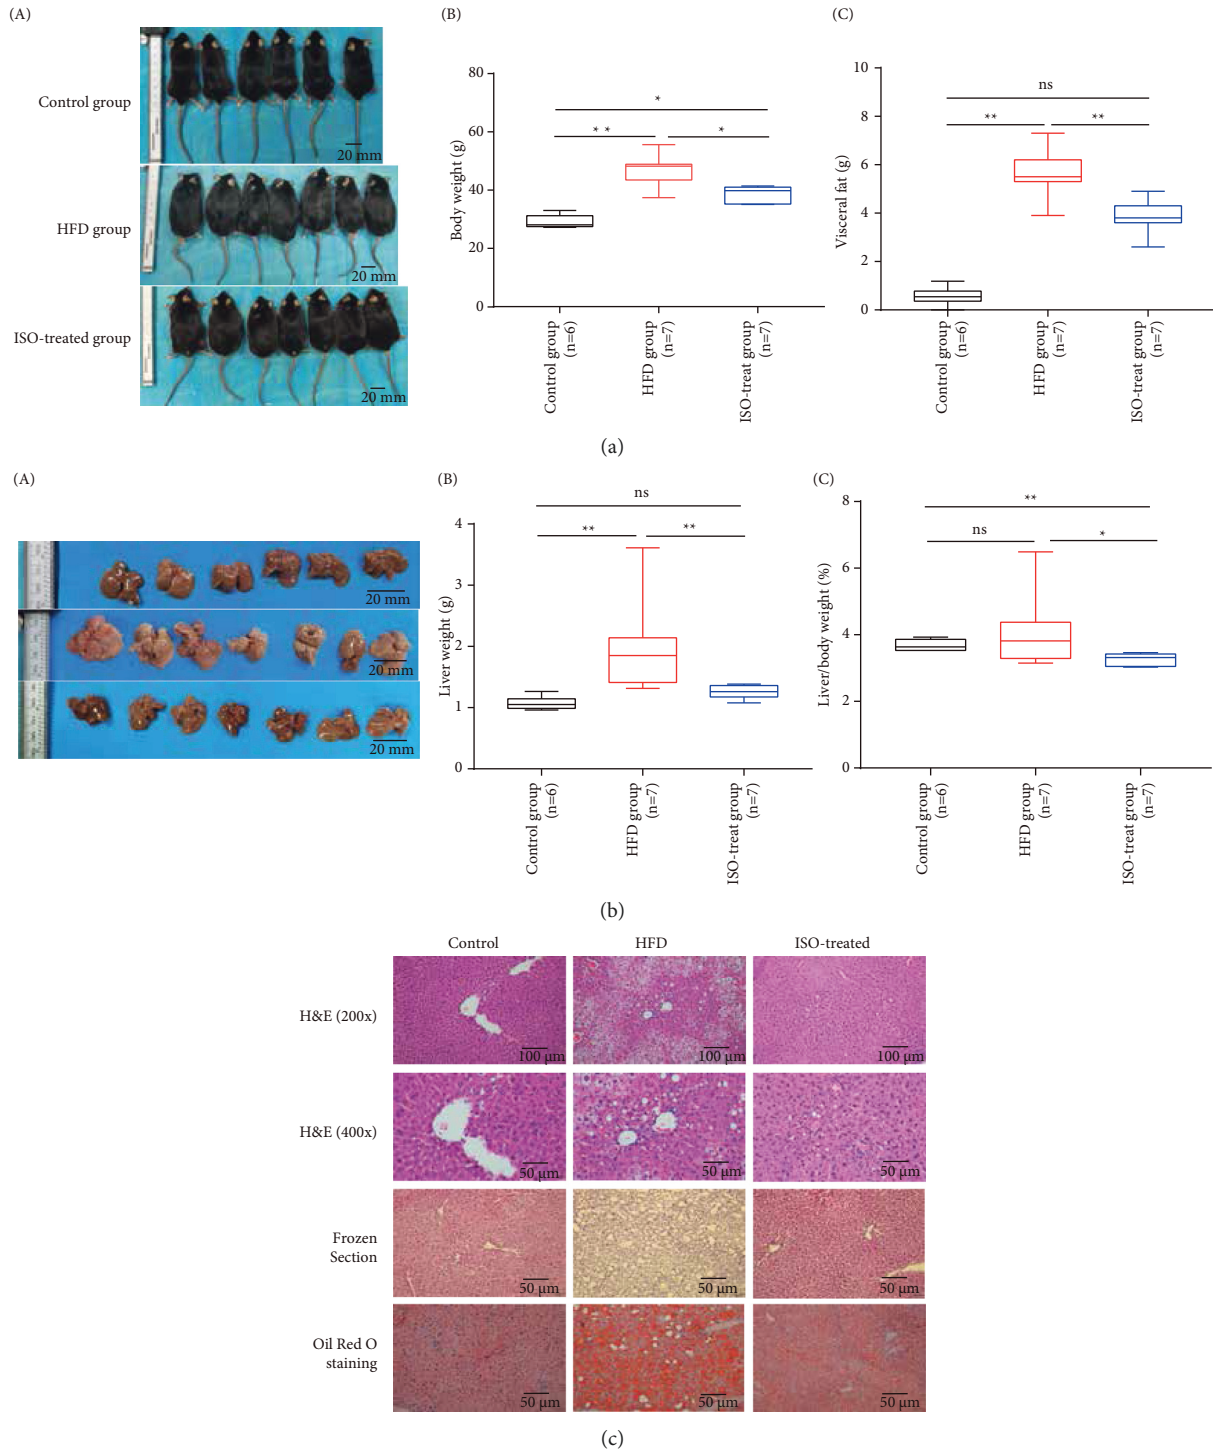 (A)
Control group
20 mm
HFD group
20 mm
ISO-treated group
20 mm
(B)
80
60
40
20
0
Body weight (g)
*
* *
*
Control group
(n=6)
HFD group
(n=7)
ISO-treat group
(n=7)
(C)
10
8
6
4
2
0
Visceral fat (g)
ns
**
**
Control group
(n=6)
HFD group
(n=7)
ISO-treat group
(n=7)
(a)
(A)
20 mm
20 mm
20 mm
(B)
4
3
2
1
0
Liver weight (g)
ns
**
**
Control group
(n=6)
HFD group
(n=7)
ISO-treat group
(n=7)
(C)
8
6
4
2
0
Liver/body weight (%)
**
ns
*
Control group
(n=6)
HFD group
(n=7)
ISO-treat group
(n=7)
(b)
Control
HFD
ISO-treated
H&E (200x)
100 µm
100 µm
100 µm
H&E (400x)
50 µm
50 µm
50 µm
Frozen
Section
50 µm
50 µm
50 µm
Oil Red O
staining
50 µm
50 µm
50 µm
(c)